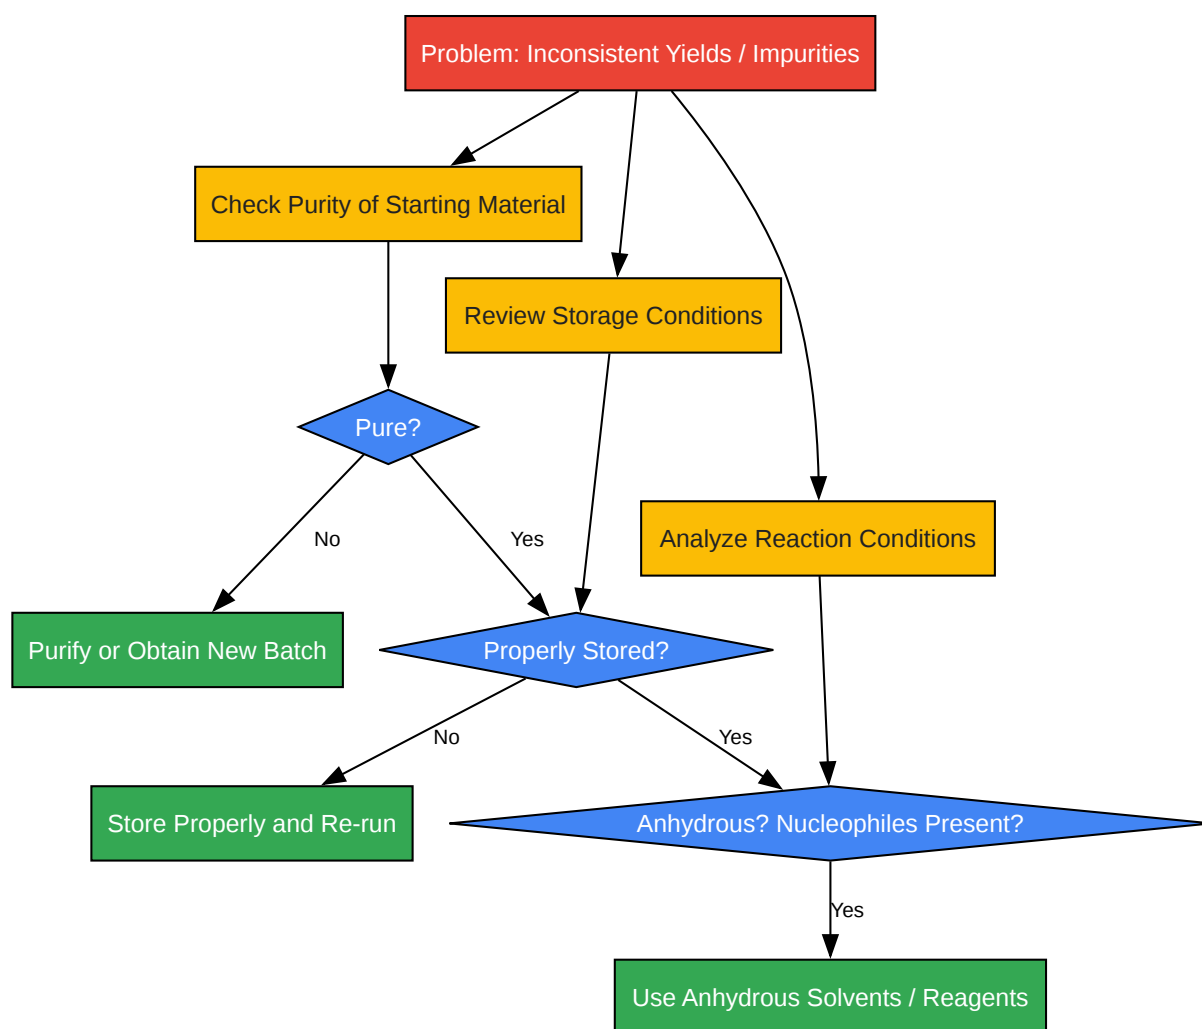 Problem: Inconsistent Yields / Impurities
Check Purity of Starting Material
Review Storage Conditions
Pure?
Analyze Reaction Conditions
No
Yes
Purify or Obtain New Batch
Properly Stored?
No
Yes
Store Properly and Re-run
Anhydrous? Nucleophiles Present?
Yes
Use Anhydrous Solvents / Reagents